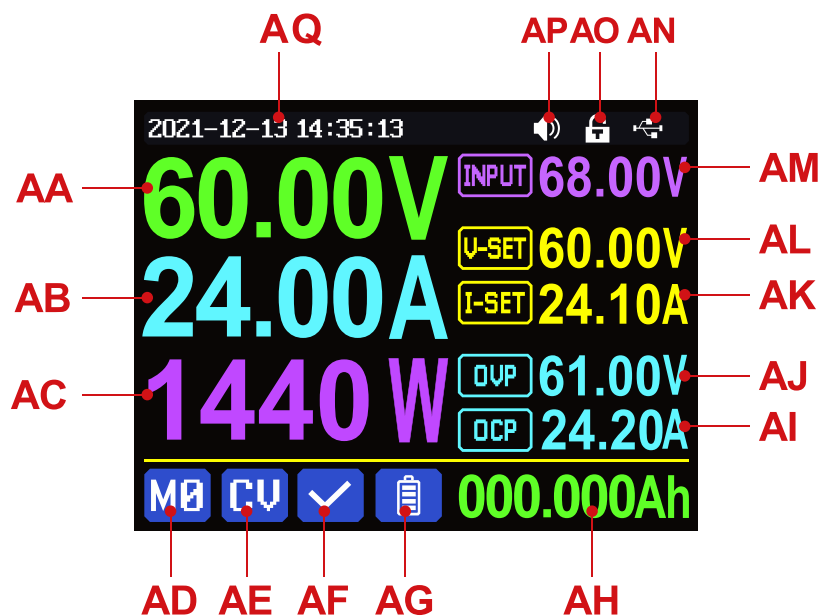 AQ AP AO AN
2021-12-13 14:35:13
AA 60.00V INPUT 68.00V AM
V-SET 60.00V AL
AB 24.00A I-SET 24.10A AK
AC 1440 W OVP 61.00V AJ
OCP 24.20A AI
M0 CV 000.000Ah
AD AE AF AG AH